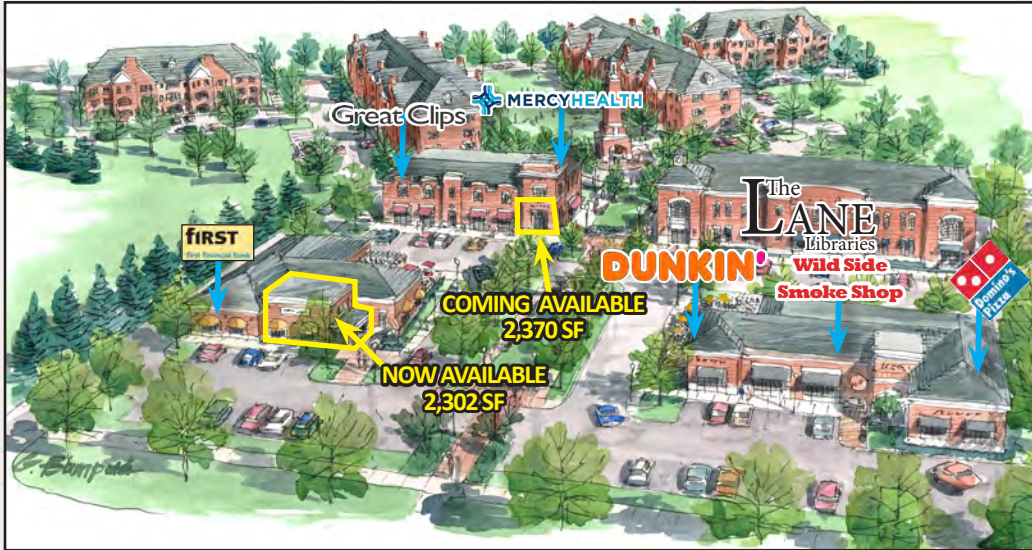 Great Clips
MERCYHEALTH
The
LANE
Libraries
fIRST
first financial bank
DUNKIN'
Wild Side
Smoke Shop
Domino's
Pizza
COMING AVAILABLE
2,370 SF
NOW AVAILABLE
2,302 SF